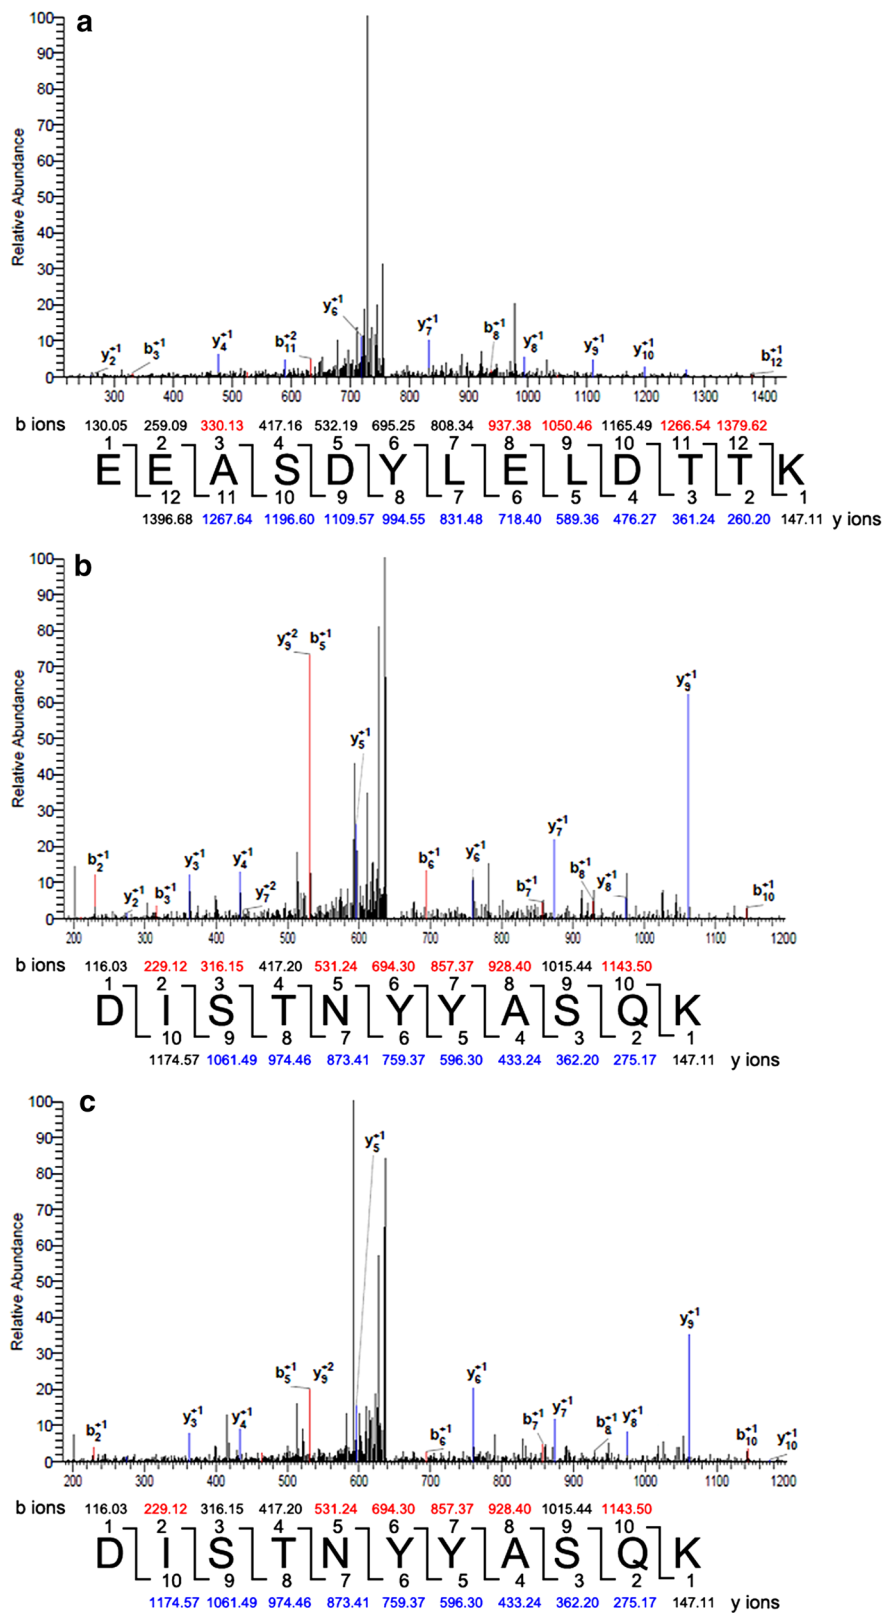 a
Relative Abundance
100
90
80
70
60
50
40
30
20
10
0
y2+1 b3+1 y4+1 b11+2 y6+1 y7+1 b8+1 y8+1 y9+1 y10+1 b12+1
300 400 500 600 700 800 900 1000 1100 1200 1300 1400
b ions 130.05 259.09 330.13 417.16 532.19 695.25 808.34 937.38 1050.46 1165.49 1266.54 1379.62
1 2 3 4 5 6 7 8 9 10 11 12
E E A S D Y L E L D T T K
12 11 10 9 8 7 6 5 4 3 2 1
1396.68 1267.64 1196.60 1109.57 994.55 831.48 718.40 589.36 476.27 361.24 260.20 147.11 y ions
b
Relative Abundance
100
90
80
70
60
50
40
30
20
10
0
b2+1 y2+1 b3+1 y3+1 y4+1 y7+2 y9+2 b5+1 y5+1 b6+1 y6+1 b7+1 y7+1 b8+1 y8+1 y9+1 b10+1
200 300 400 500 600 700 800 900 1000 1100 1200
b ions 116.03 229.12 316.15 417.20 531.24 694.30 857.37 928.40 1015.44 1143.50
1 2 3 4 5 6 7 8 9 10
D I S T N Y Y A S Q K
10 9 8 7 6 5 4 3 2 1
1174.57 1061.49 974.46 873.41 759.37 596.30 433.24 362.20 275.17 147.11 y ions
c
Relative Abundance
100
90
80
70
60
50
40
30
20
10
0
b2+1 y3+1 y4+1 b5+1 y9+2 y5+1 b6+1 y6+1 b7+1 y7+1 b8+1 y8+1 y9+1 b10+1 y10+1
200 300 400 500 600 700 800 900 1000 1100 1200
b ions 116.03 229.12 316.15 417.20 531.24 694.30 857.37 928.40 1015.44 1143.50
1 2 3 4 5 6 7 8 9 10
D I S T N Y Y A S Q K
10 9 8 7 6 5 4 3 2 1
1174.57 1061.49 974.46 873.41 759.37 596.30 433.24 362.20 275.17 147.11 y ions